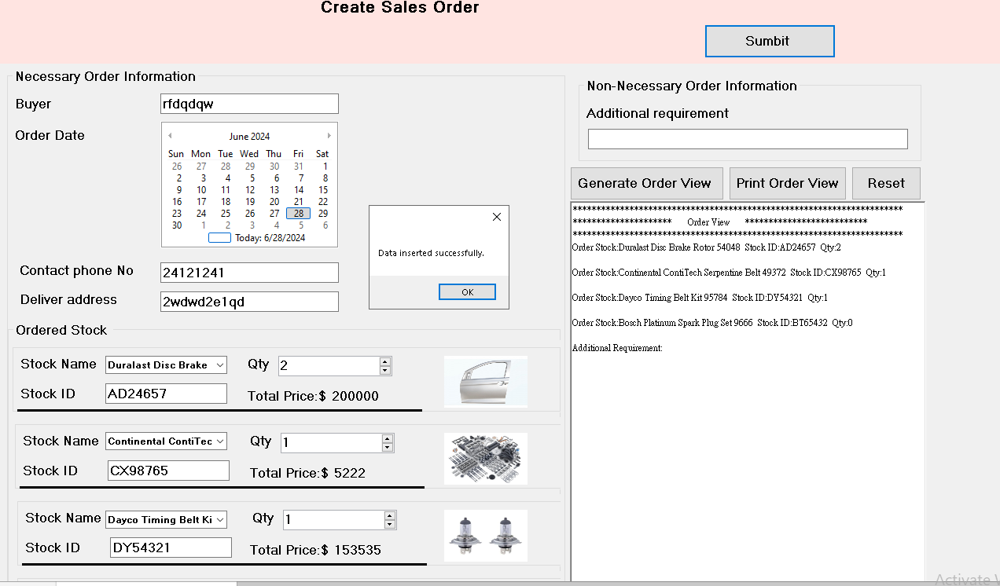 Create Sales Order
Sumbit
Necessary Order Information
Buyer
rfdqdqw
Order Date
June 2024
Sun Mon Tue Wed Thu Fri Sat
26 27 28 29 30 31 1
2 3 4 5 6 7 8
9 10 11 12 13 14 15
16 17 18 19 20 21 22
23 24 25 26 27 28 29
30 1 2 3 4 5 6
Today: 6/28/2024
Contact phone No
24121241
Deliver address
2wdwd2e1qd
Data inserted successfully.
OK
Ordered Stock
Stock Name Duralast Disc Brake Qty 2
Stock ID AD24657 Total Price:$ 200000
Stock Name Continental ContiTec Qty 1
Stock ID CX98765 Total Price:$ 5222
Stock Name Dayco Timing Belt Ki Qty 1
Stock ID DY54321 Total Price:$ 153535
Non-Necessary Order Information
Additional requirement
Generate Order View Print Order View Reset
**********************************************************************
********************* Order View **************************
**********************************************************************
Order Stock:Duralast Disc Brake Rotor 54048 Stock ID:AD24657 Qty:2
Order Stock:Continental ContiTech Serpentine Belt 49372 Stock ID:CX98765 Qty:1
Order Stock:Dayco Timing Belt Kit 95784 Stock ID:DY54321 Qty:1
Order Stock:Bosch Platinum Spark Plug Set 9666 Stock ID:BT65432 Qty:0
Additional Requirement:
Activate